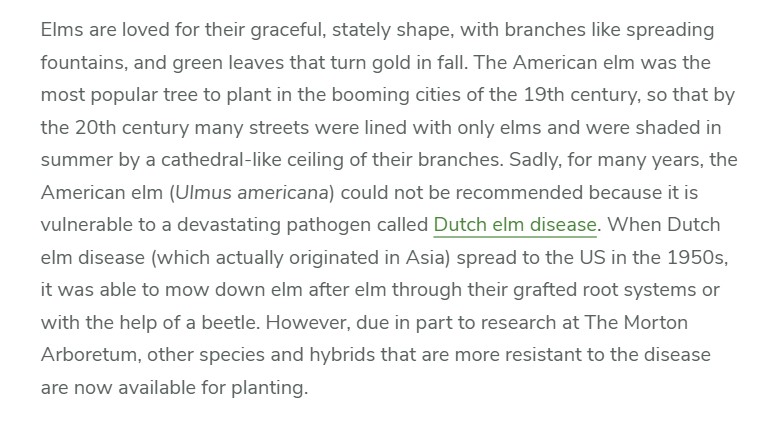 Elms are loved for their graceful, stately shape, with branches like spreading
fountains, and green leaves that turn gold in fall. The American elm was the
most popular tree to plant in the booming cities of the 19th century, so that by
the 20th century many streets were lined with only elms and were shaded in
summer by a cathedral-like ceiling of their branches. Sadly, for many years, the
American elm (Ulmus americana) could not be recommended because it is
vulnerable to a devastating pathogen called Dutch elm disease. When Dutch
elm disease (which actually originated in Asia) spread to the US in the 1950s,
it was able to mow down elm after elm through their grafted root systems or
with the help of a beetle. However, due in part to research at The Morton
Arboretum, other species and hybrids that are more resistant to the disease
are now available for planting.